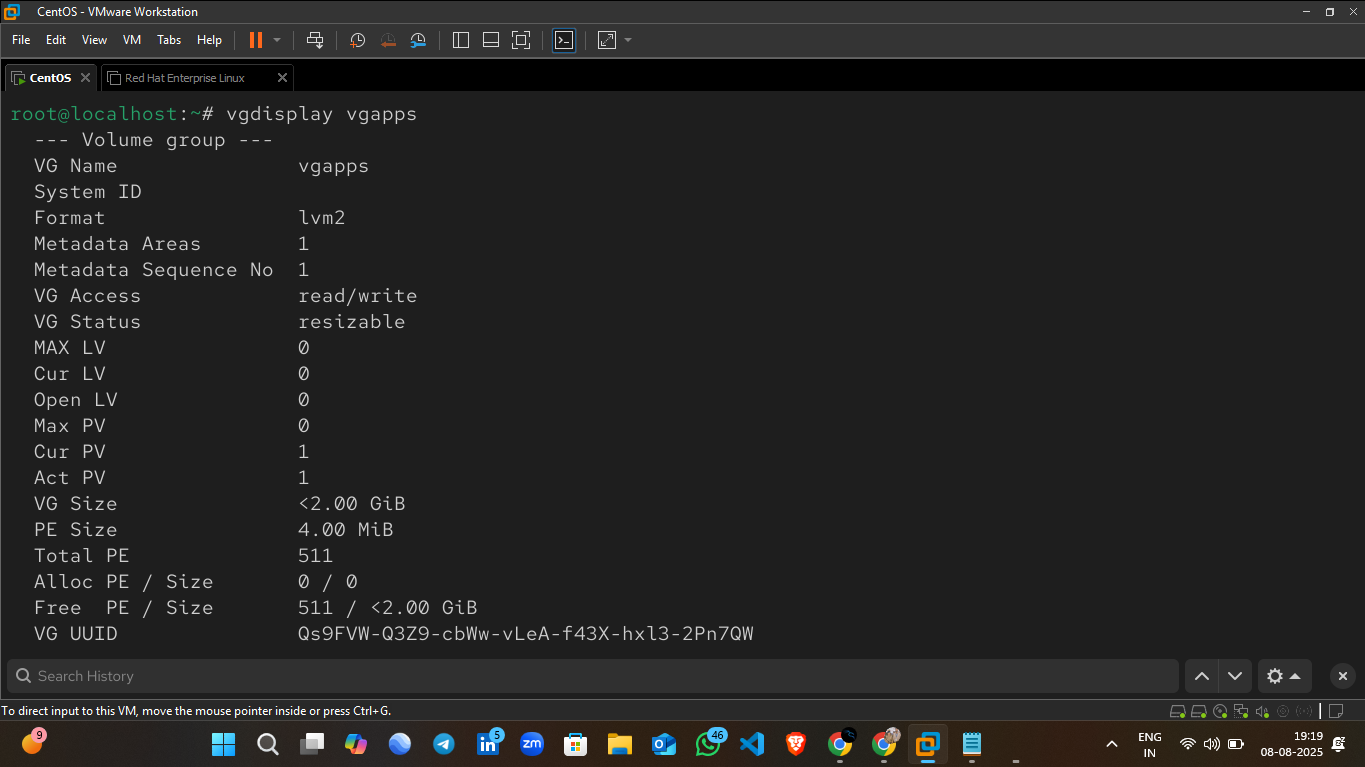 CentOS - VMware Workstation
File Edit View VM Tabs Help
CentOS Red Hat Enterprise Linux
root@localhost:~# vgdisplay vgapps
--- Volume group ---
VG Name vgapps
System ID
Format lvm2
Metadata Areas 1
Metadata Sequence No 1
VG Access read/write
VG Status resizable
MAX LV 0
Cur LV 0
Open LV 0
Max PV 0
Cur PV 1
Act PV 1
VG Size <2.00 GiB
PE Size 4.00 MiB
Total PE 511
Alloc PE / Size 0 / 0
Free  PE / Size 511 / <2.00 GiB
VG UUID Qs9FVW-Q3Z9-cbWw-vLeA-f43X-hxl3-2Pn7QW
Search History
To direct input to this VM, move the mouse pointer inside or press Ctrl+G.
9
in 5
zm
46
ENG
IN
19:19
08-08-2025